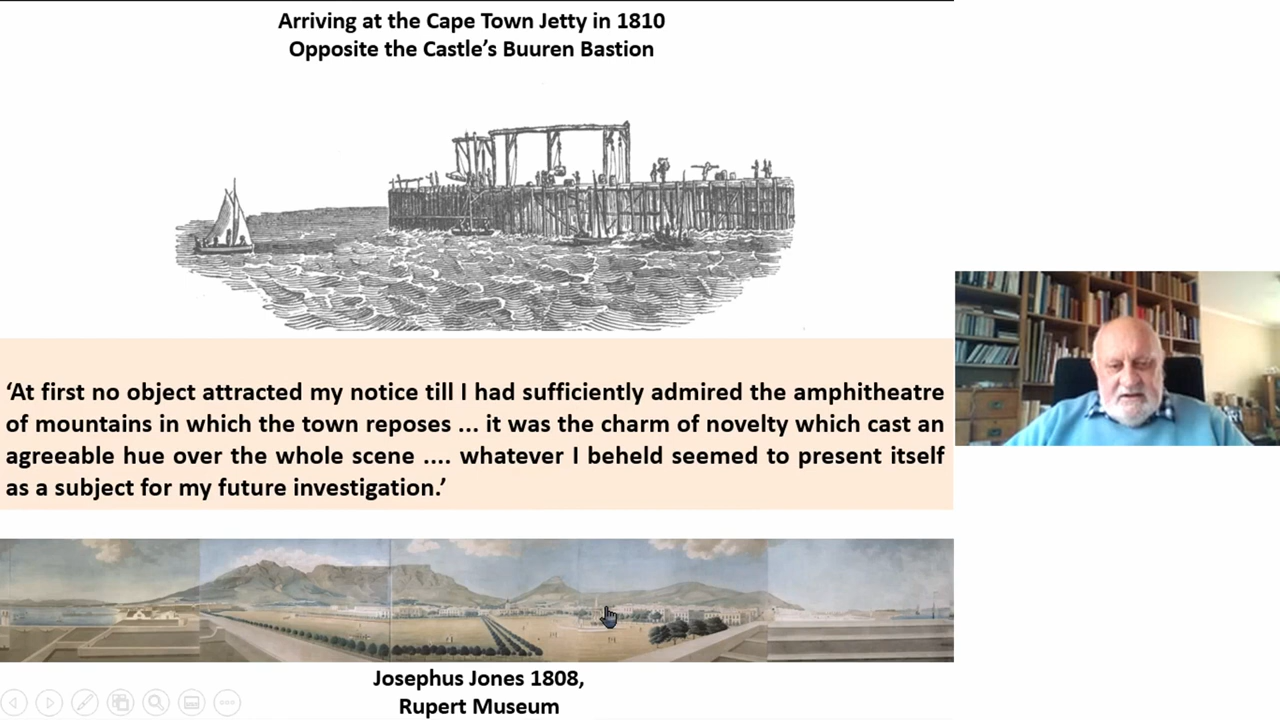 Arriving at the Cape Town Jetty in 1810
Opposite the Castle’s Buuren Bastion
‘At first no object attracted my notice till I had sufficiently admired the amphitheatre
of mountains in which the town reposes ... it was the charm of novelty which cast an
agreeable hue over the whole scene .... whatever I beheld seemed to present itself
as a subject for my future investigation.’
Josephus Jones 1808,
Rupert Museum